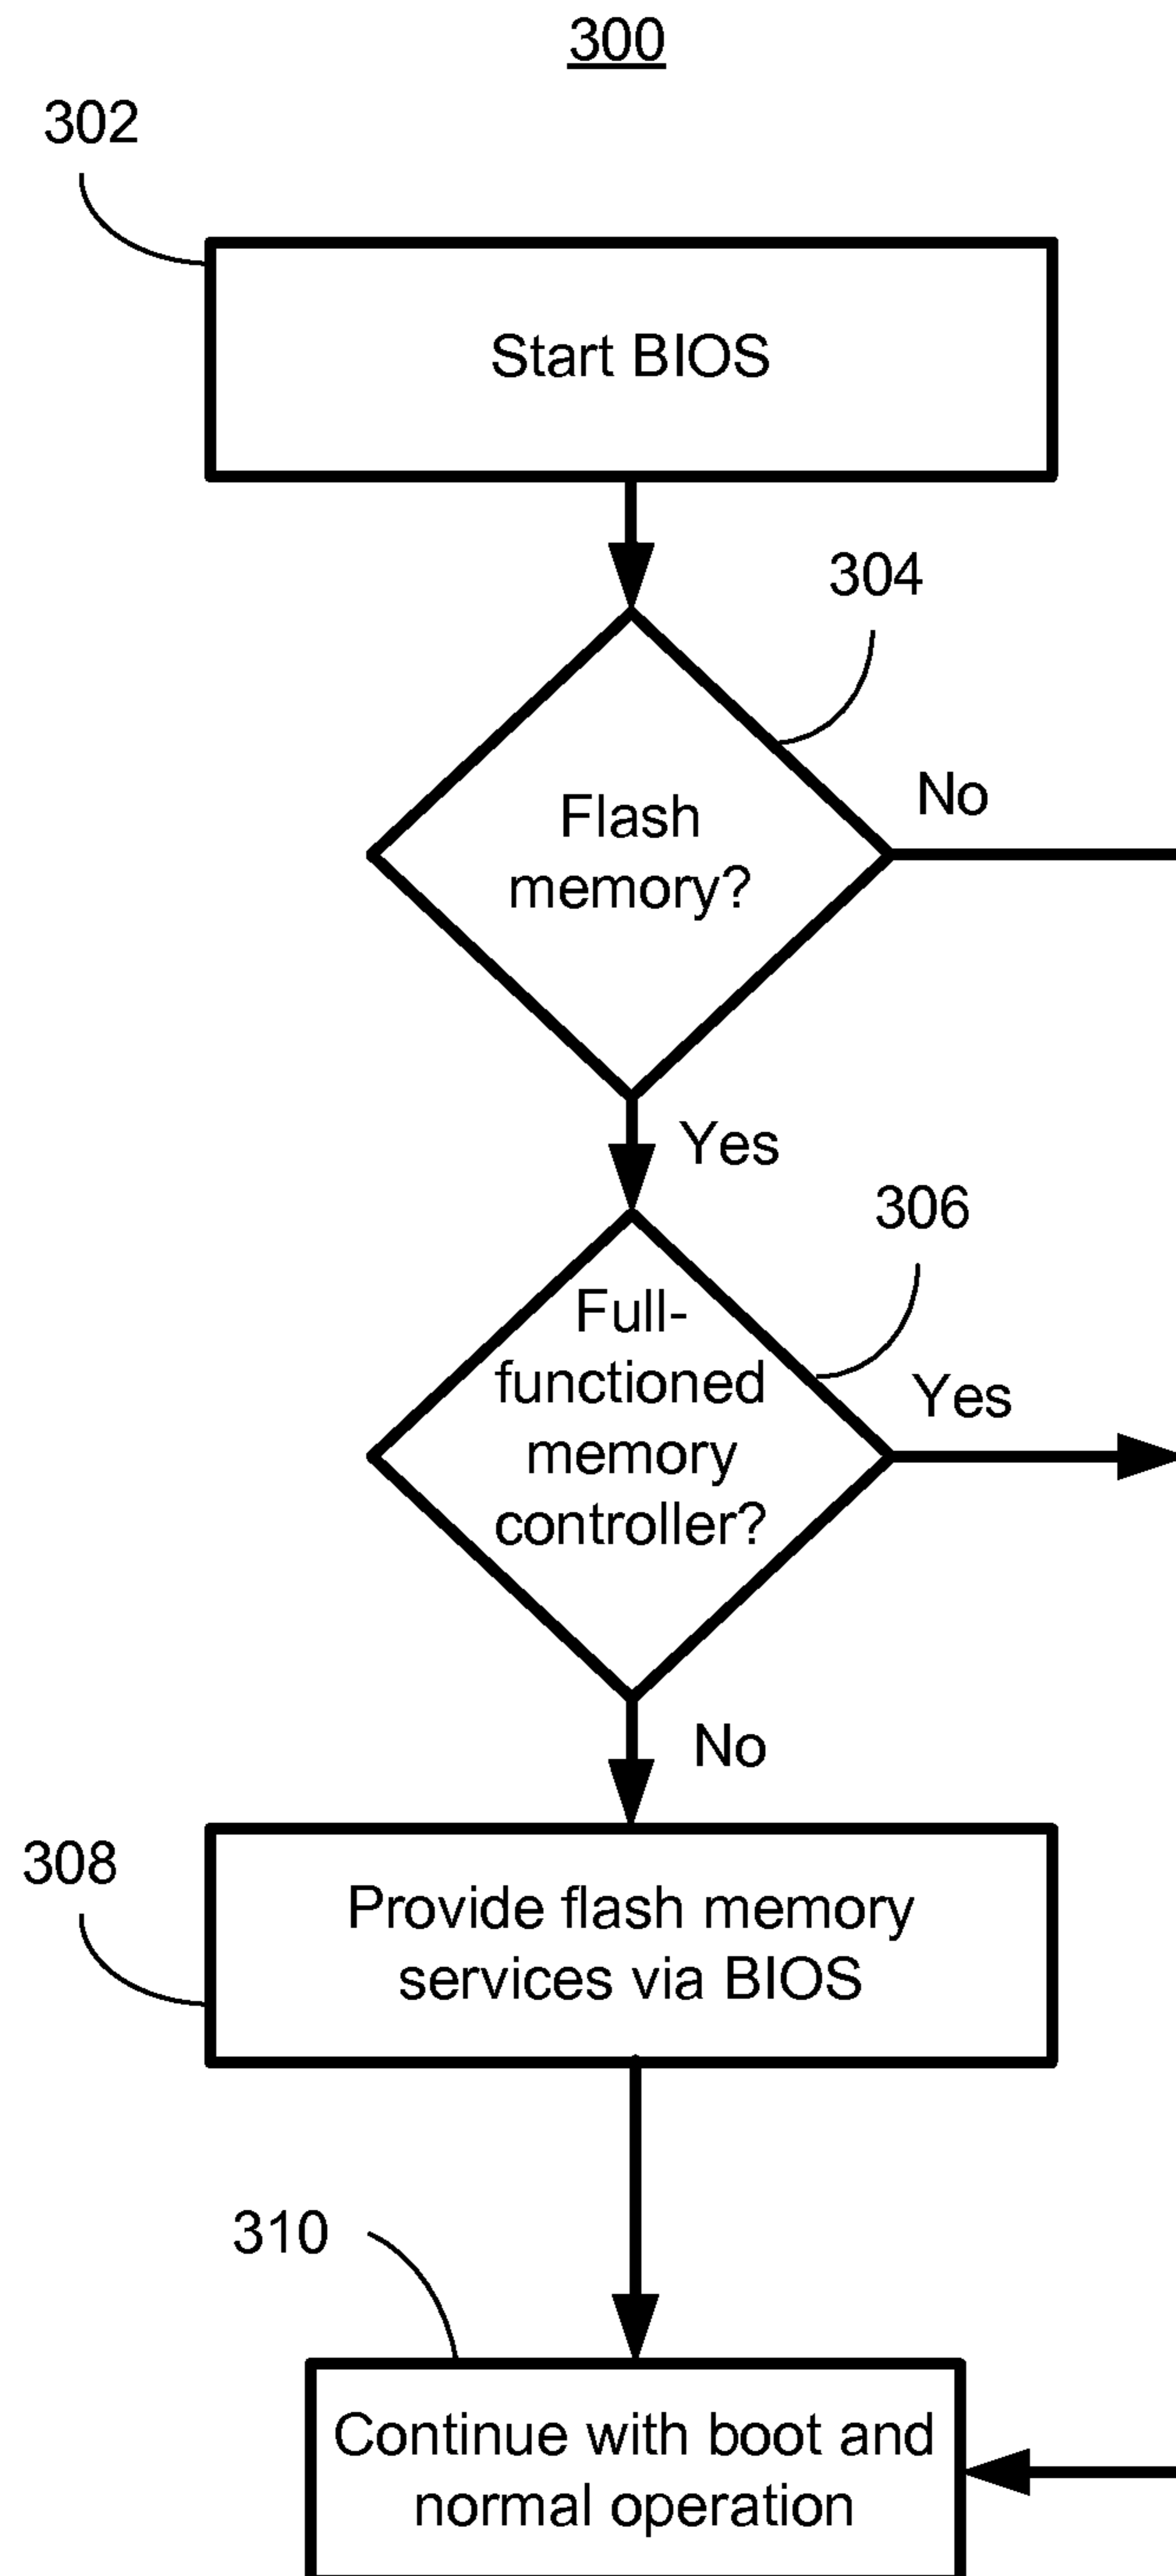 300
302
Start BIOS
304
Flash
memory?
No
Yes
306
Full-
functioned
memory
controller?
Yes
No
308
Provide flash memory
services via BIOS
310
Continue with boot and
normal operation